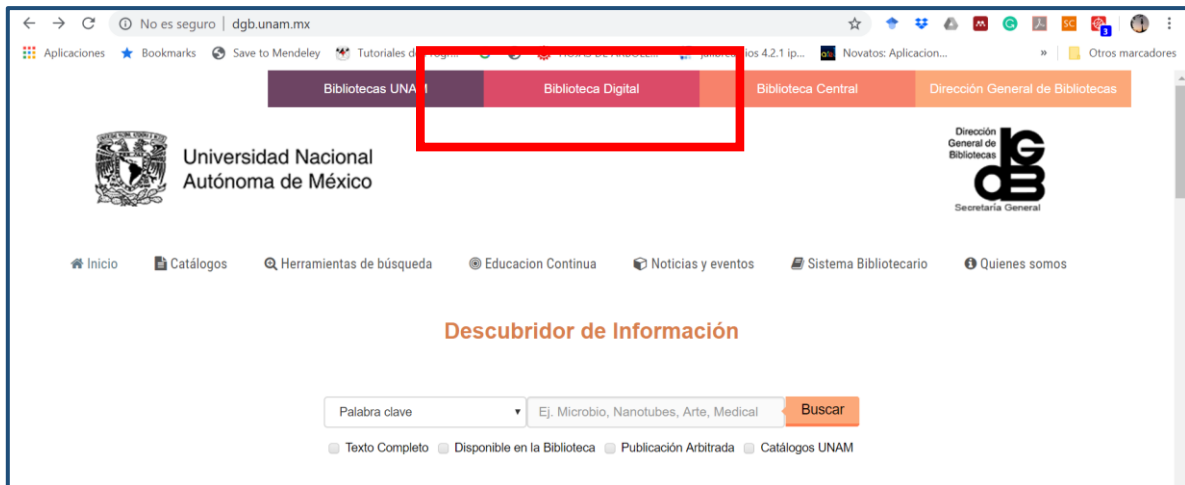 No es seguro | dgb.unam.mx
Aplicaciones Bookmarks Save to Mendeley Tutoriales de Novatos: Aplicacion... » Otros marcadores
Bibliotecas UNAM Biblioteca Digital Biblioteca Central Dirección General de Bibliotecas
Universidad Nacional
Autónoma de México
Dirección
General de
Bibliotecas
DGB
Secretaría General
Inicio Catálogos Herramientas de búsqueda Educacion Continua Noticias y eventos Sistema Bibliotecario Quienes somos
Descubridor de Información
Palabra clave Ej. Microbio, Nanotubes, Arte, Medical Buscar
Texto Completo Disponible en la Biblioteca Publicación Arbitrada Catálogos UNAM